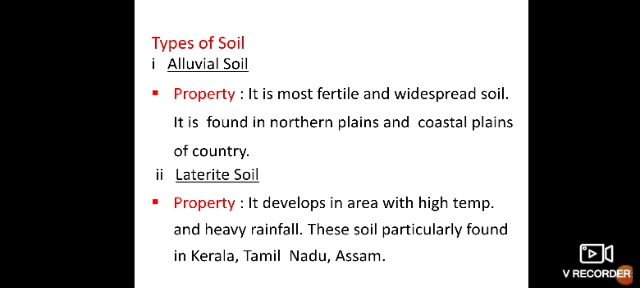 Types of Soil
i Alluvial Soil
▪ Property : It is most fertile and widespread soil.
It is found in northern plains and coastal plains
of country.
ii Laterite Soil
▪ Property : It develops in area with high temp.
and heavy rainfall. These soil particularly found
in Kerala, Tamil Nadu, Assam.
V RECORDER